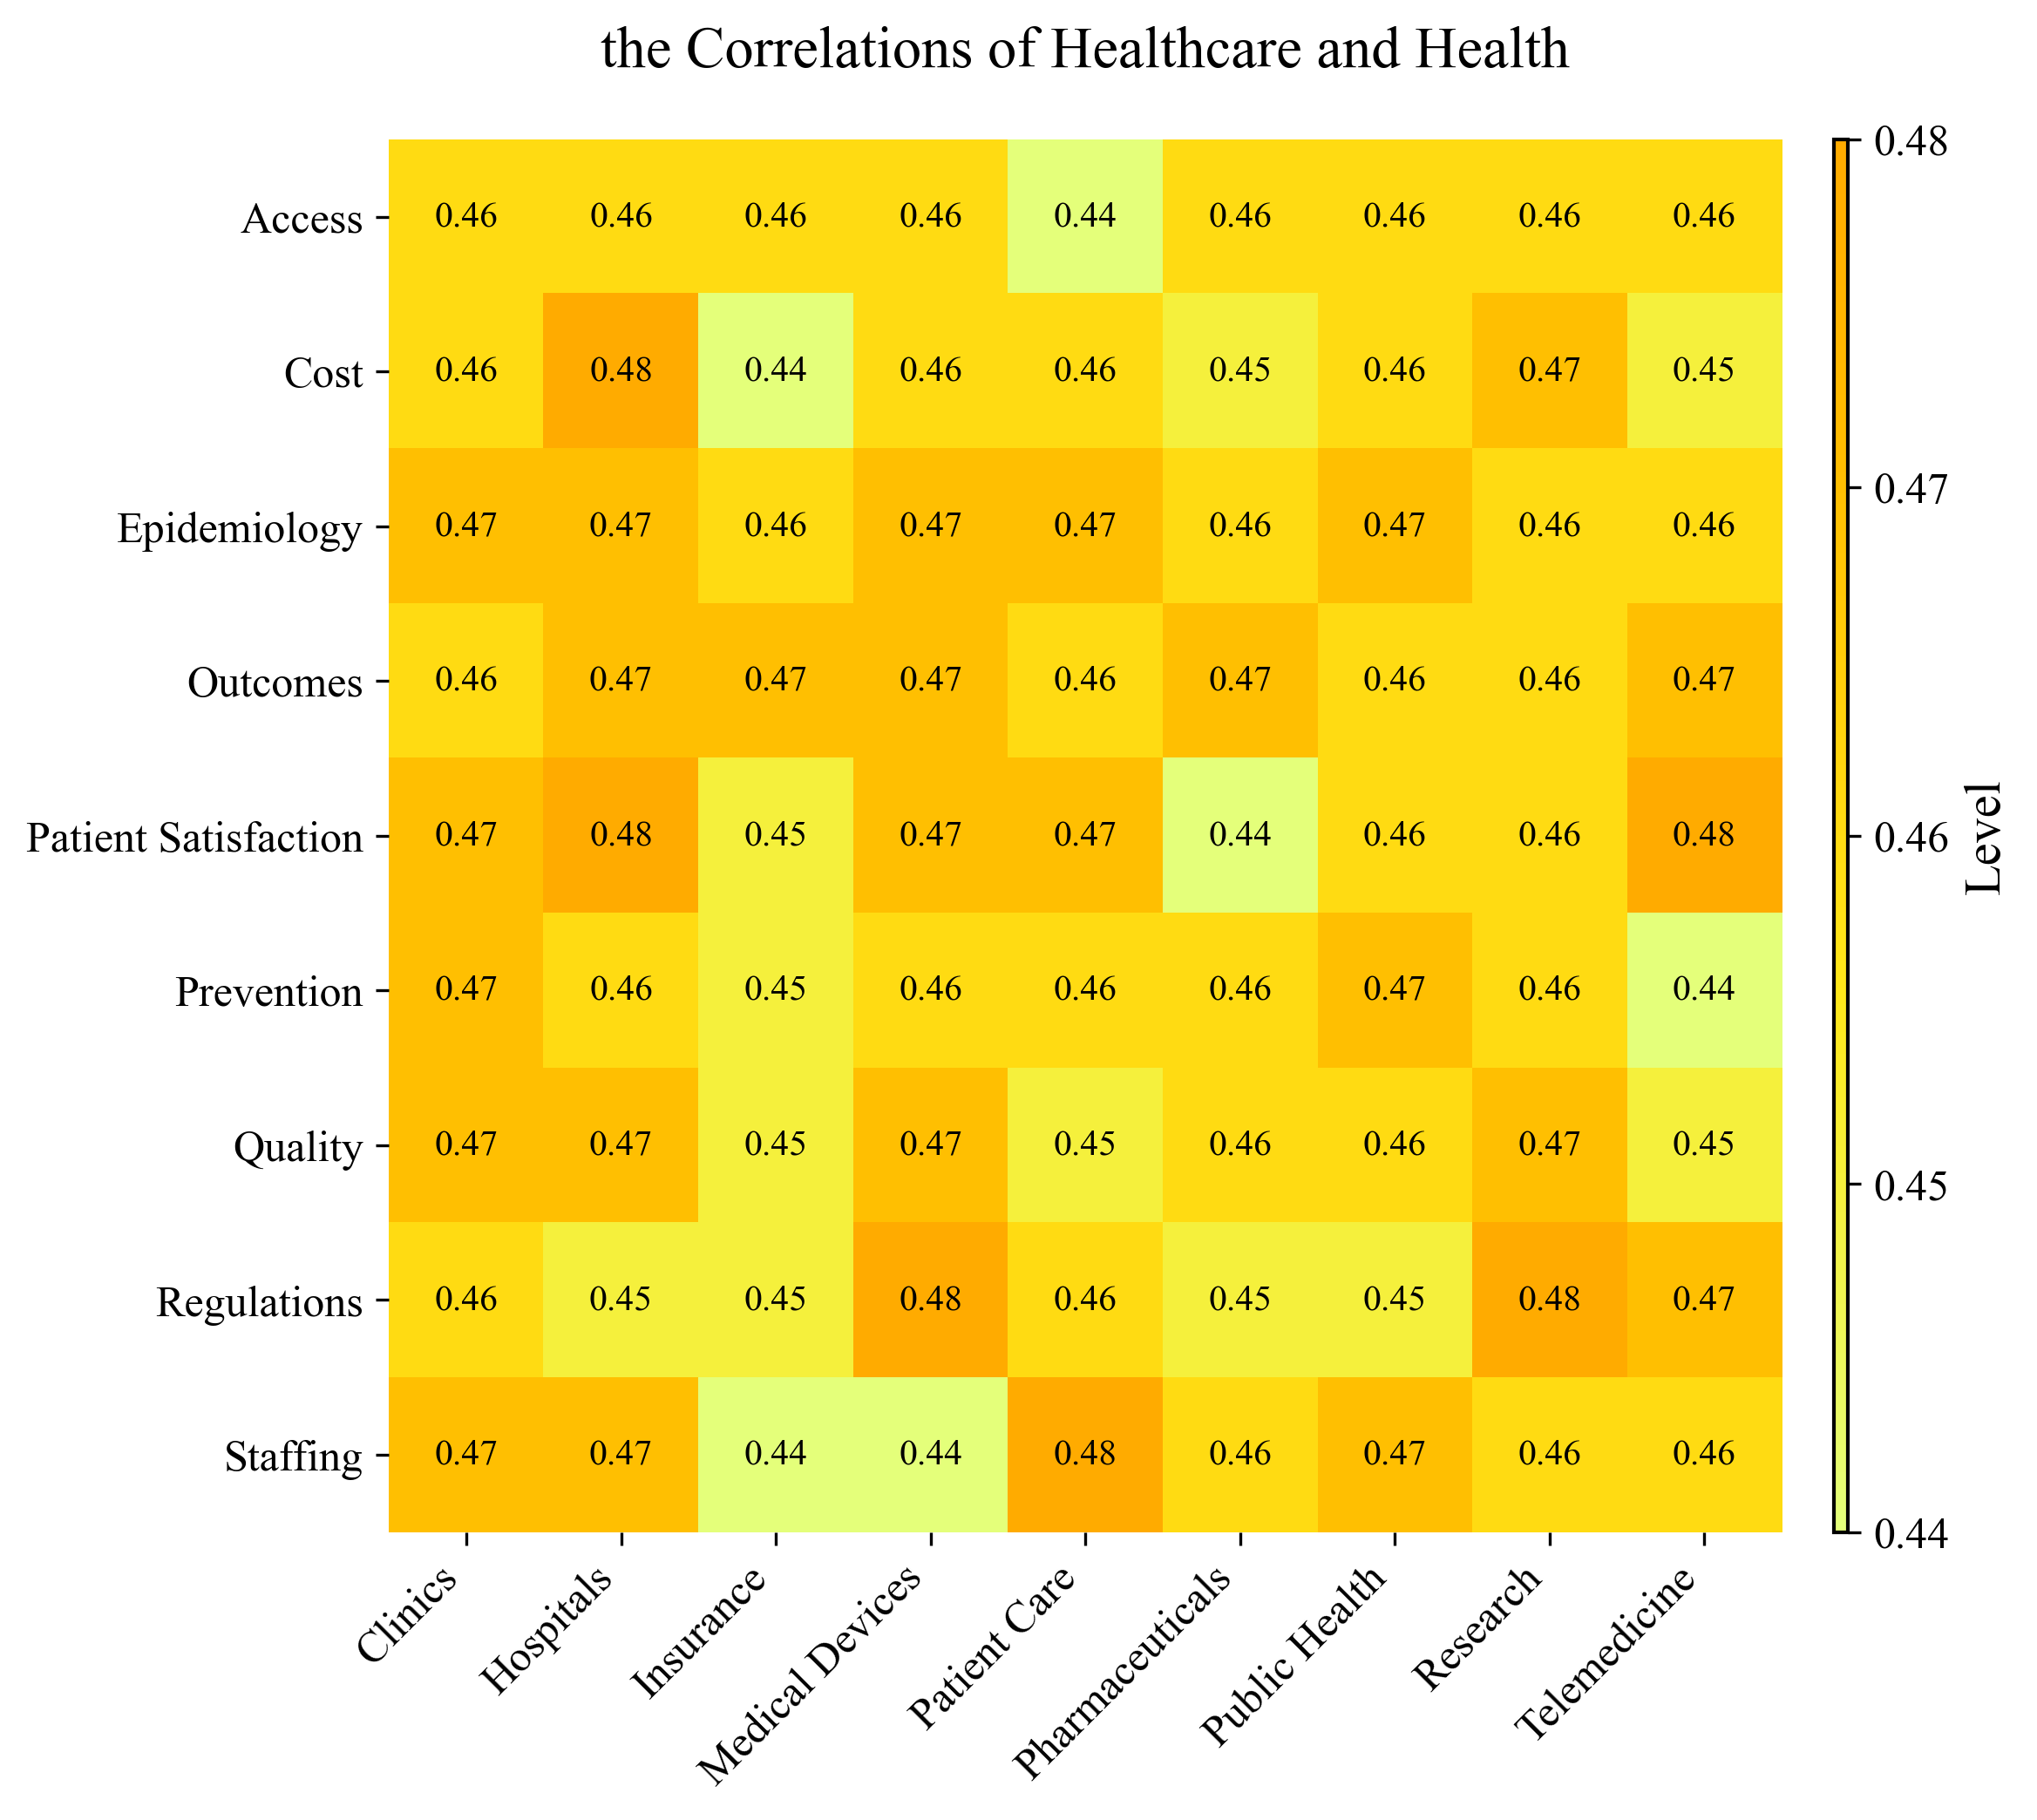 the Correlations of Healthcare and Health
Access 0.46 0.46 0.46 0.46 0.44 0.46 0.46 0.46 0.46
Cost 0.46 0.48 0.44 0.46 0.46 0.45 0.46 0.47 0.45
Epidemiology 0.47 0.47 0.46 0.47 0.47 0.46 0.47 0.46 0.46
Outcomes 0.46 0.47 0.47 0.47 0.46 0.47 0.46 0.46 0.47
Patient Satisfaction 0.47 0.48 0.45 0.47 0.47 0.44 0.46 0.46 0.48
Prevention 0.47 0.46 0.45 0.46 0.46 0.46 0.47 0.46 0.44
Quality 0.47 0.47 0.45 0.47 0.45 0.46 0.46 0.47 0.45
Regulations 0.46 0.45 0.45 0.48 0.46 0.45 0.45 0.48 0.47
Staffing 0.47 0.47 0.44 0.44 0.48 0.46 0.47 0.46 0.46
Clinics
Hospitals
Insurance
Medical Devices
Patient Care
Pharmaceuticals
Public Health
Research
Telemedicine
0.48
0.47
0.46
0.45
0.44
Level